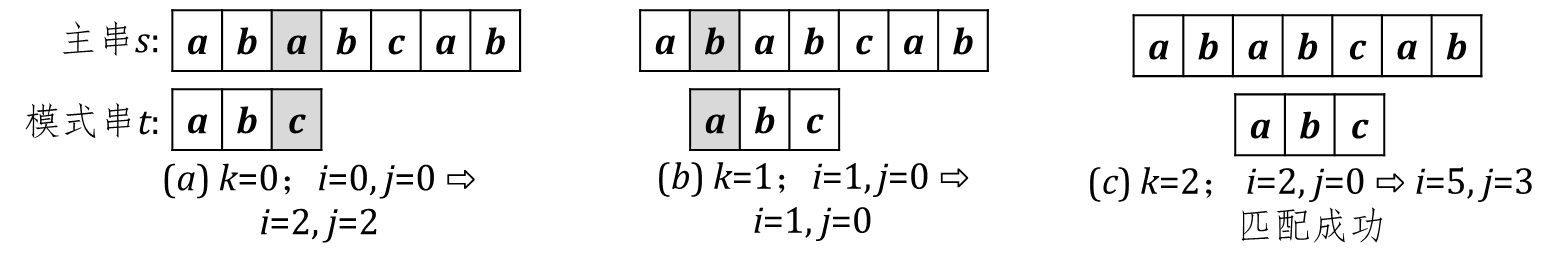 主串s: a b a b c a b
模式串t: a b c
(a) k=0；i=0, j=0 ⇨
i=2, j=2
a b a b c a b
a b c
(b) k=1；i=1, j=0 ⇨
i=1, j=0
a b a b c a b
a b c
(c) k=2；i=2, j=0 ⇨ i=5, j=3
匹配成功